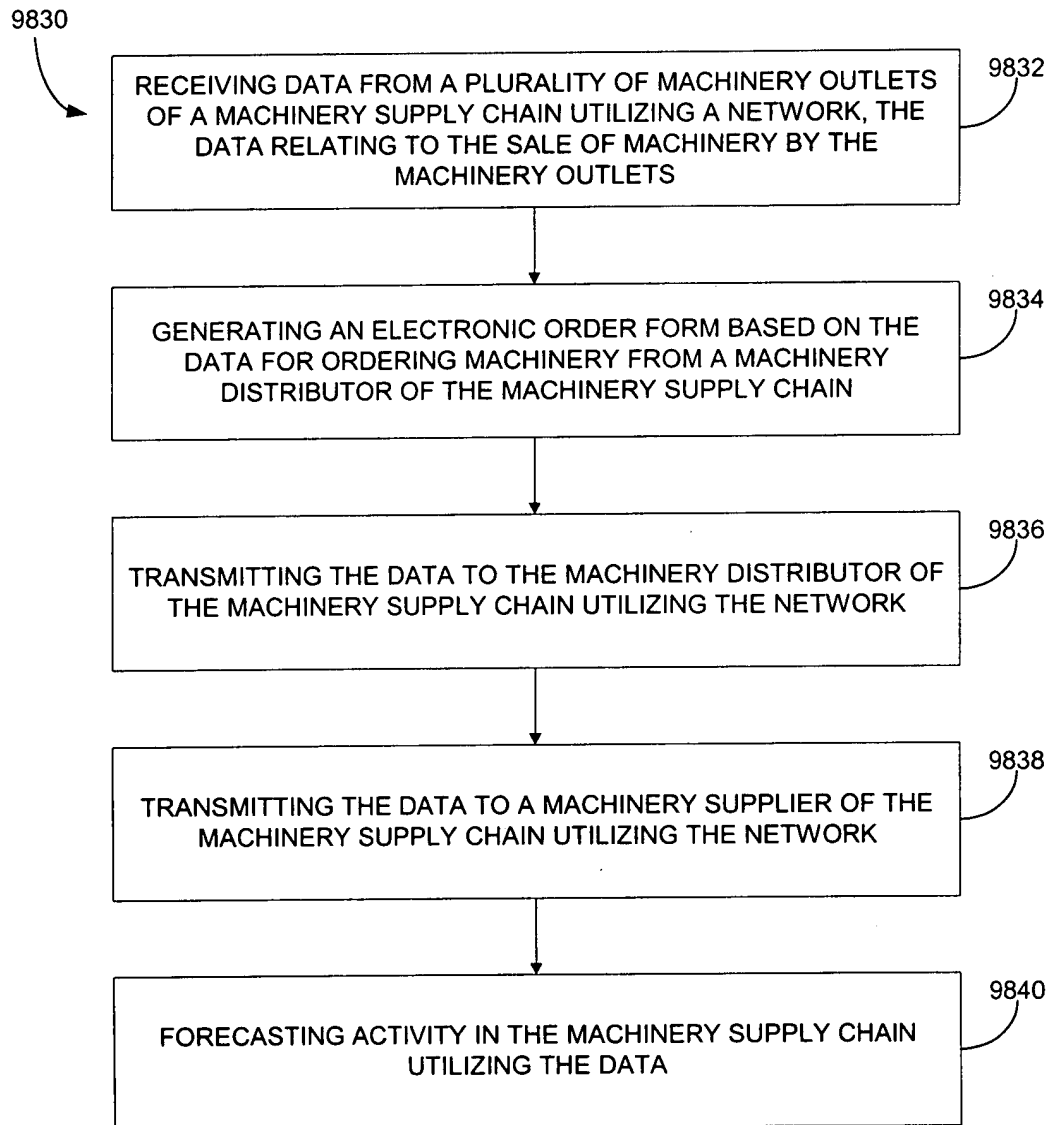 9830
9832
RECEIVING DATA FROM A PLURALITY OF MACHINERY OUTLETS
OF A MACHINERY SUPPLY CHAIN UTILIZING A NETWORK, THE
DATA RELATING TO THE SALE OF MACHINERY BY THE
MACHINERY OUTLETS
9834
GENERATING AN ELECTRONIC ORDER FORM BASED ON THE
DATA FOR ORDERING MACHINERY FROM A MACHINERY
DISTRIBUTOR OF THE MACHINERY SUPPLY CHAIN
9836
TRANSMITTING THE DATA TO THE MACHINERY DISTRIBUTOR OF
THE MACHINERY SUPPLY CHAIN UTILIZING THE NETWORK
9838
TRANSMITTING THE DATA TO A MACHINERY SUPPLIER OF THE
MACHINERY SUPPLY CHAIN UTILIZING THE NETWORK
9840
FORECASTING ACTIVITY IN THE MACHINERY SUPPLY CHAIN
UTILIZING THE DATA